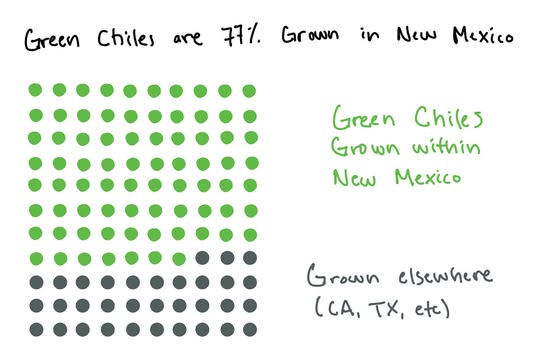 Green Chiles are 77% Grown in New Mexico
Green Chiles
Grown within
New Mexico
Grown elsewhere
(CA, TX, etc)